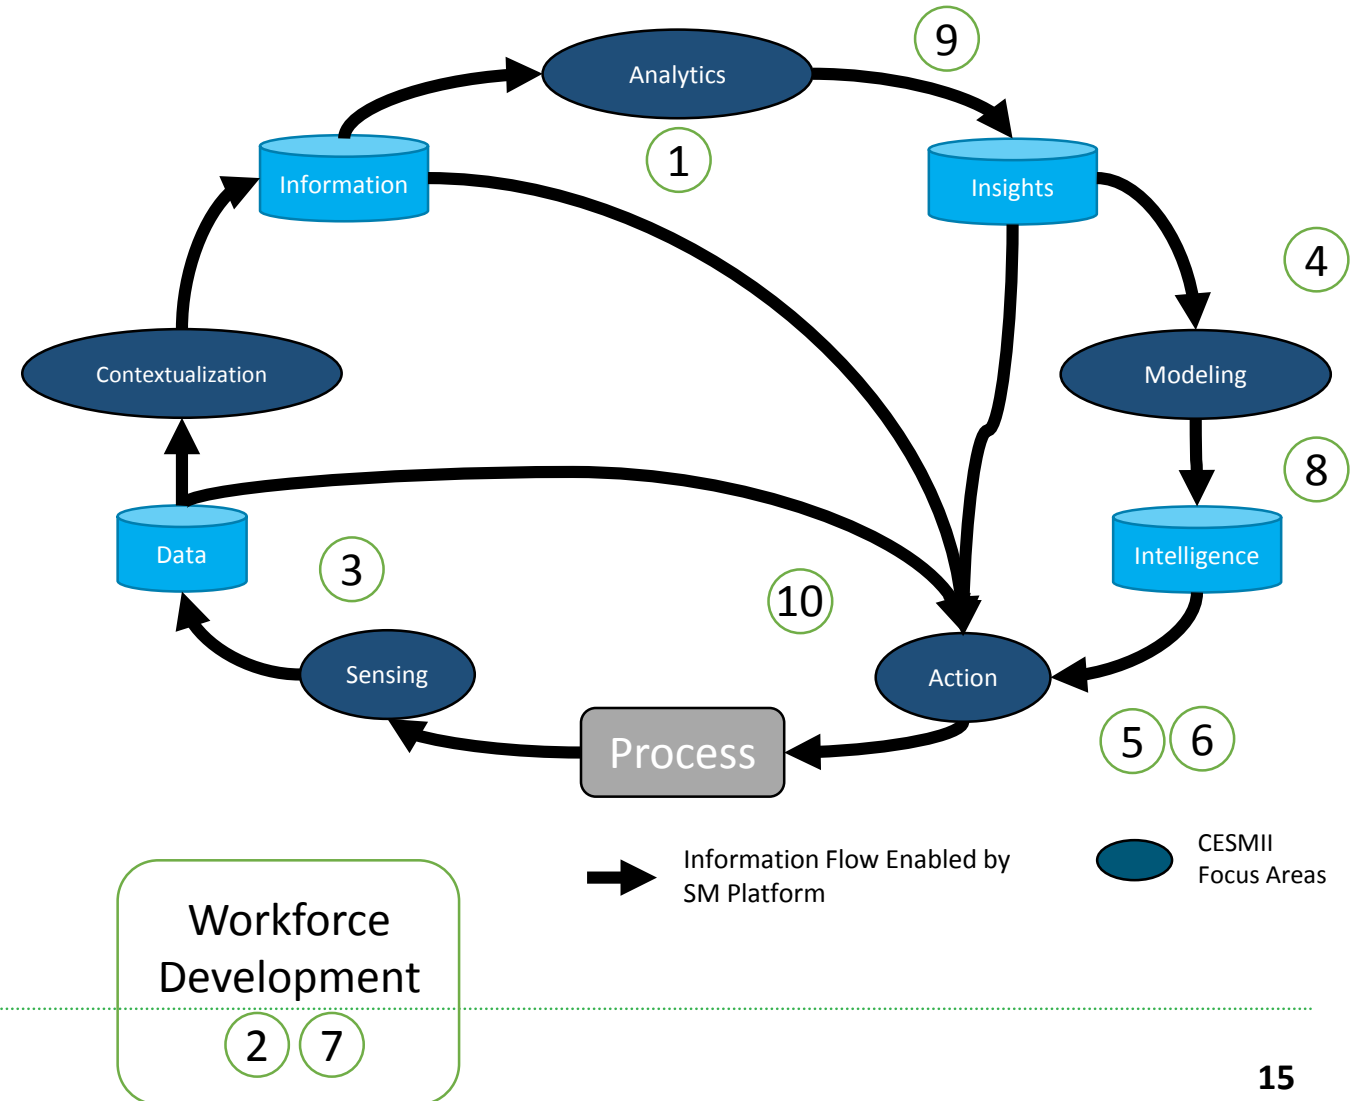 9
Analytics
1
Information
Insights
4
Contextualization
Modeling
8
Data
3
Intelligence
10
Sensing
Action
5
6
Process
Information Flow Enabled by
SM Platform
CESMII
Focus Areas
Workforce
Development
2
7
15